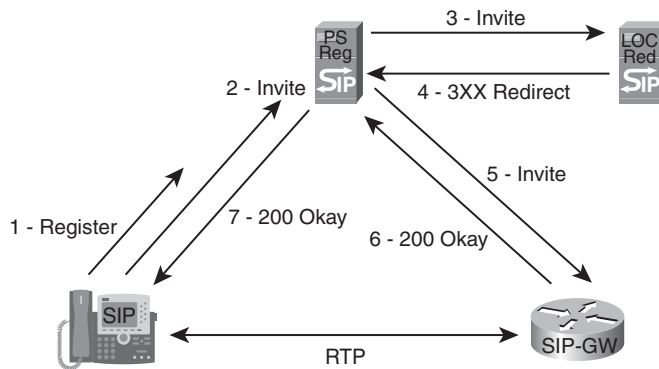 3 - Invite
PS
Reg
SIP
LOC
Red
SIP
4 - 3XX Redirect
2 - Invite
5 - Invite
1 - Register
7 - 200 Okay
6 - 200 Okay
SIP
SIP-GW
RTP